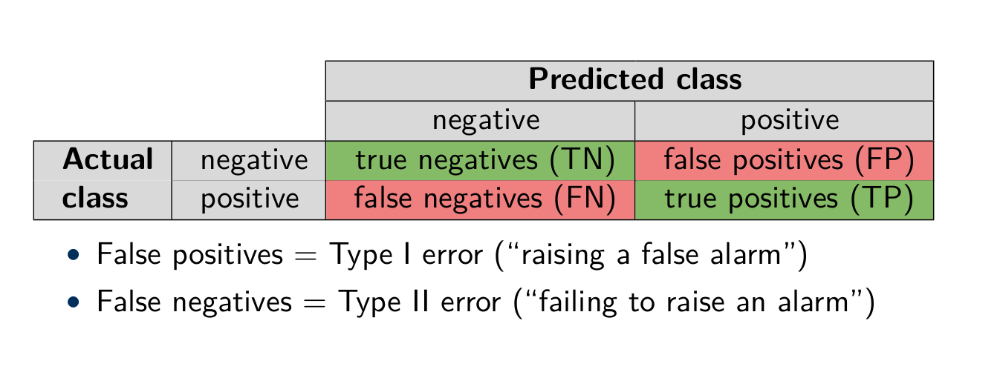 Predicted class
negative positive
Actual negative true negatives (TN) false positives (FP)
class positive false negatives (FN) true positives (TP)
• False positives = Type I error (“raising a false alarm”)
• False negatives = Type II error (“failing to raise an alarm”)